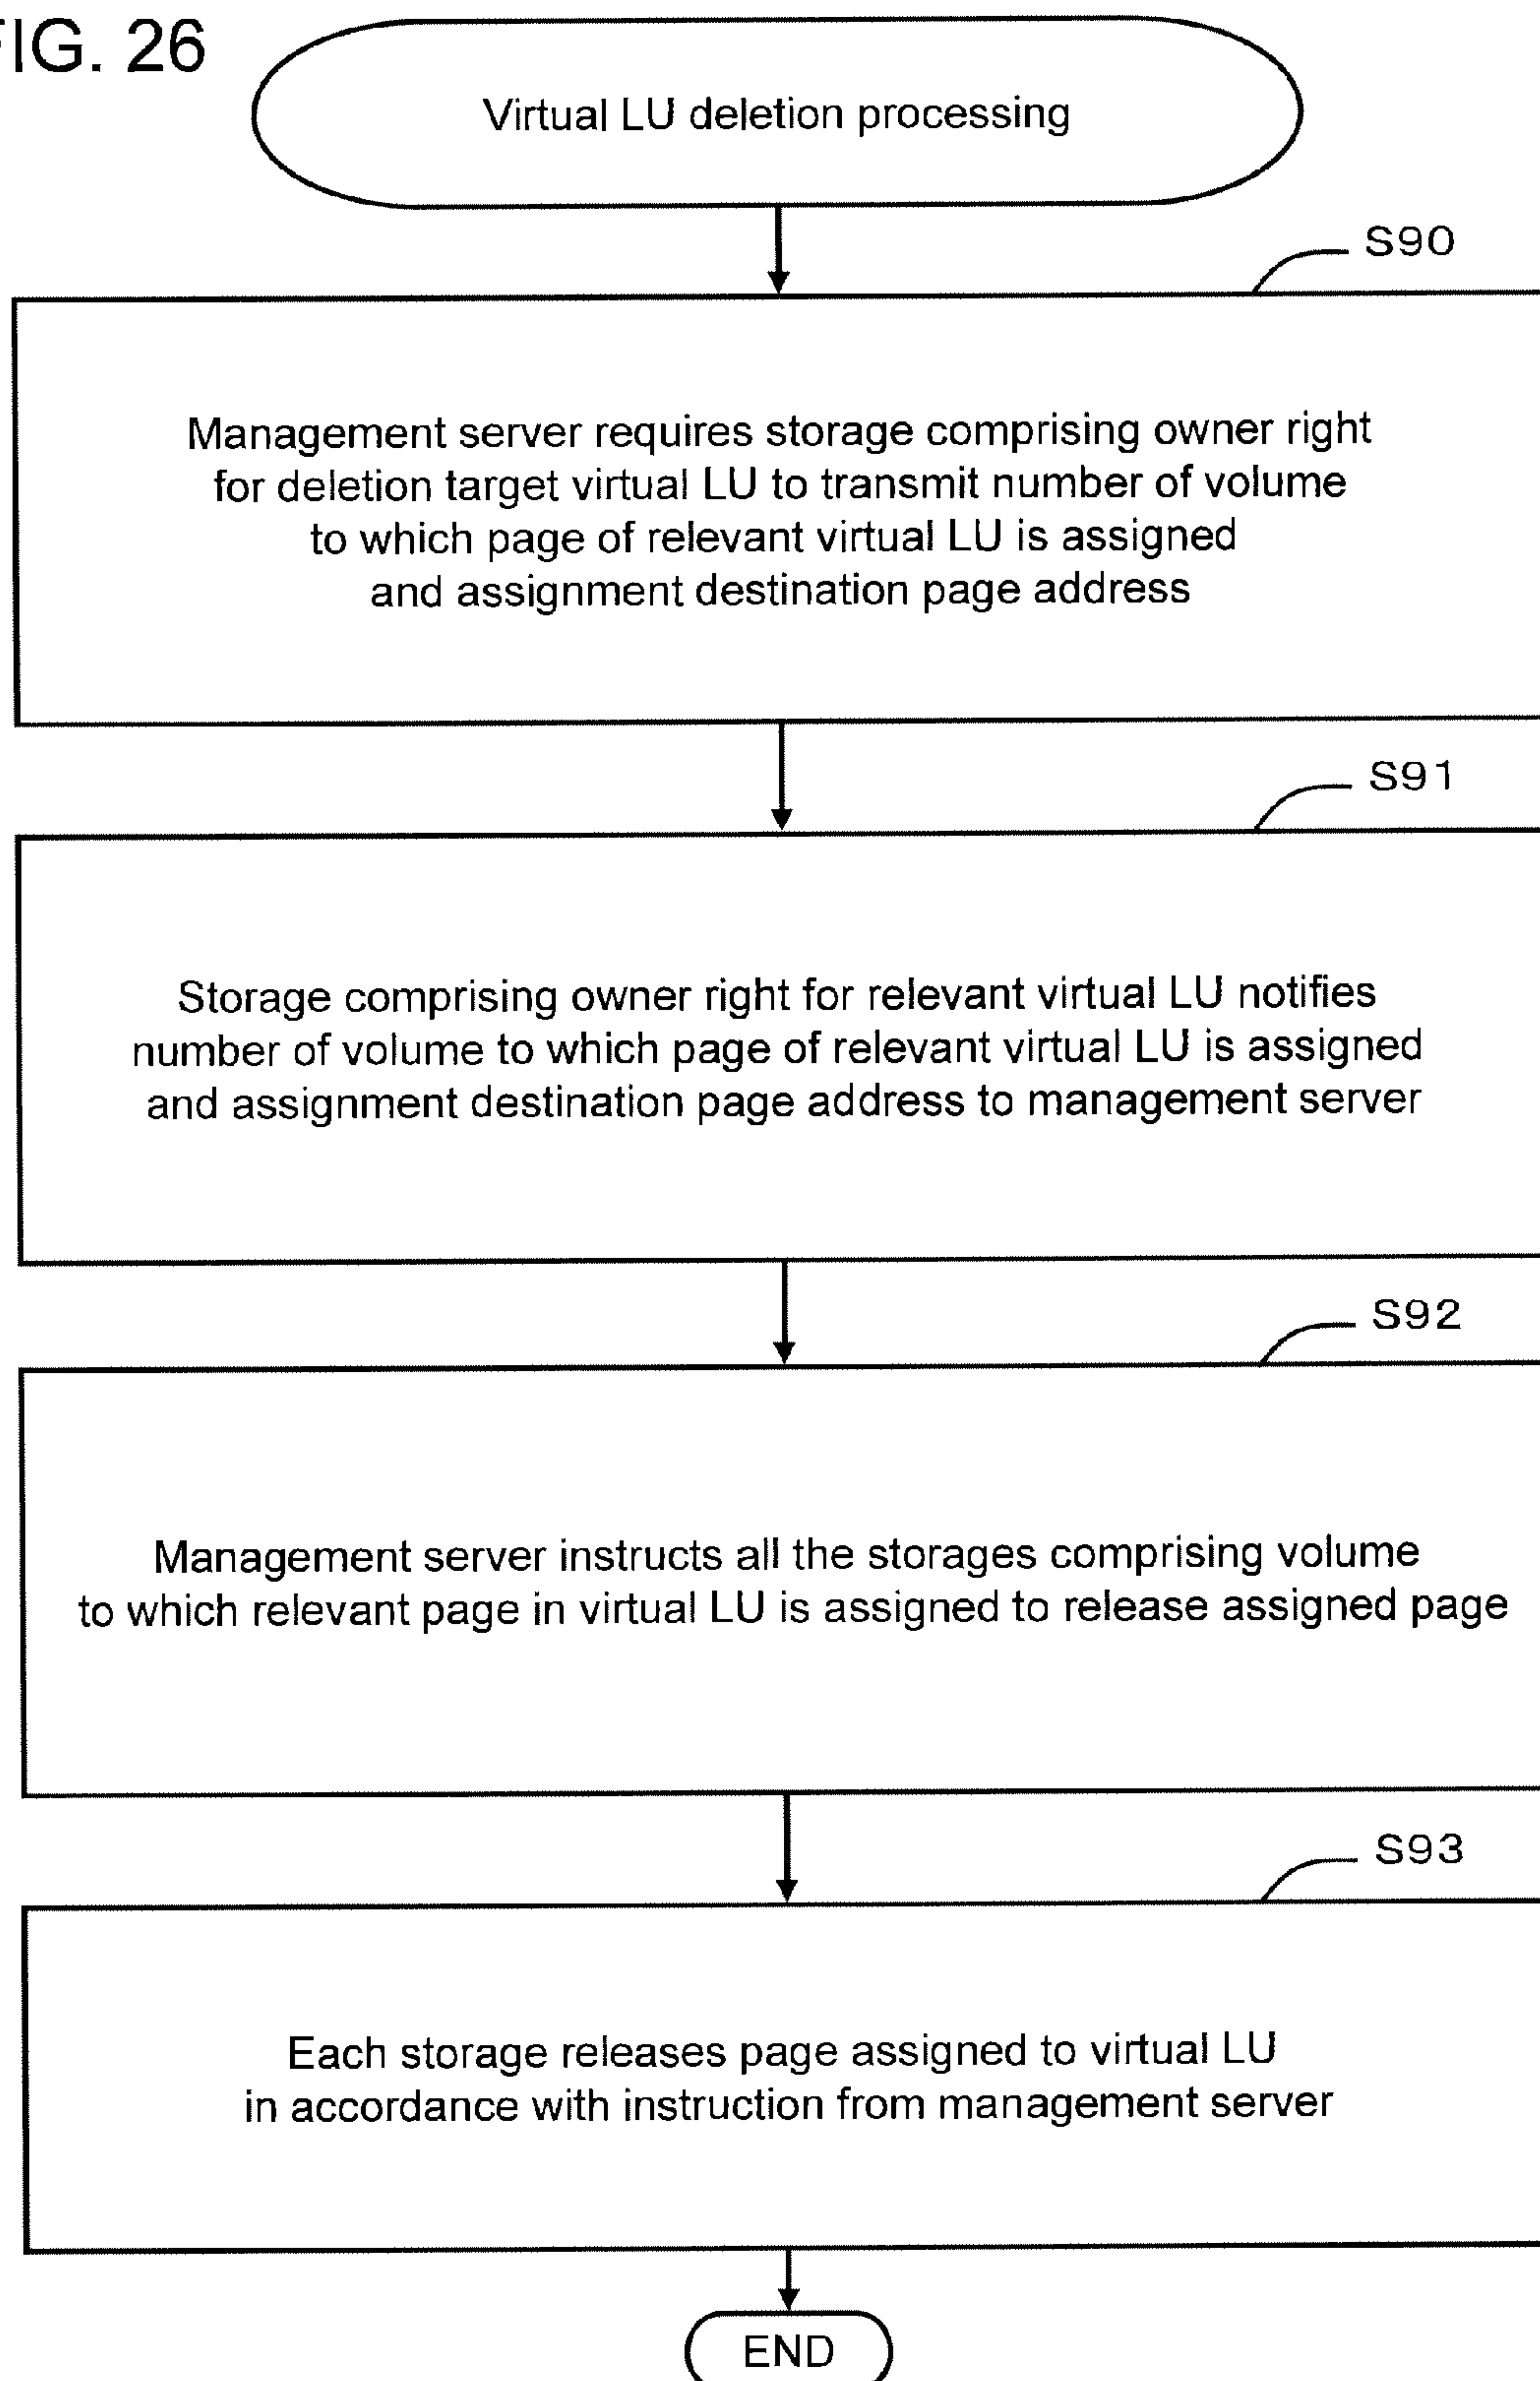 FIG. 26
Virtual LU deletion processing
S90
Management server requires storage comprising owner right
for deletion target virtual LU to transmit number of volume
to which page of relevant virtual LU is assigned
and assignment destination page address
S91
Storage comprising owner right for relevant virtual LU notifies
number of volume to which page of relevant virtual LU is assigned
and assignment destination page address to management server
S92
Management server instructs all the storages comprising volume
to which relevant page in virtual LU is assigned to release assigned page
S93
Each storage releases page assigned to virtual LU
in accordance with instruction from management server
END